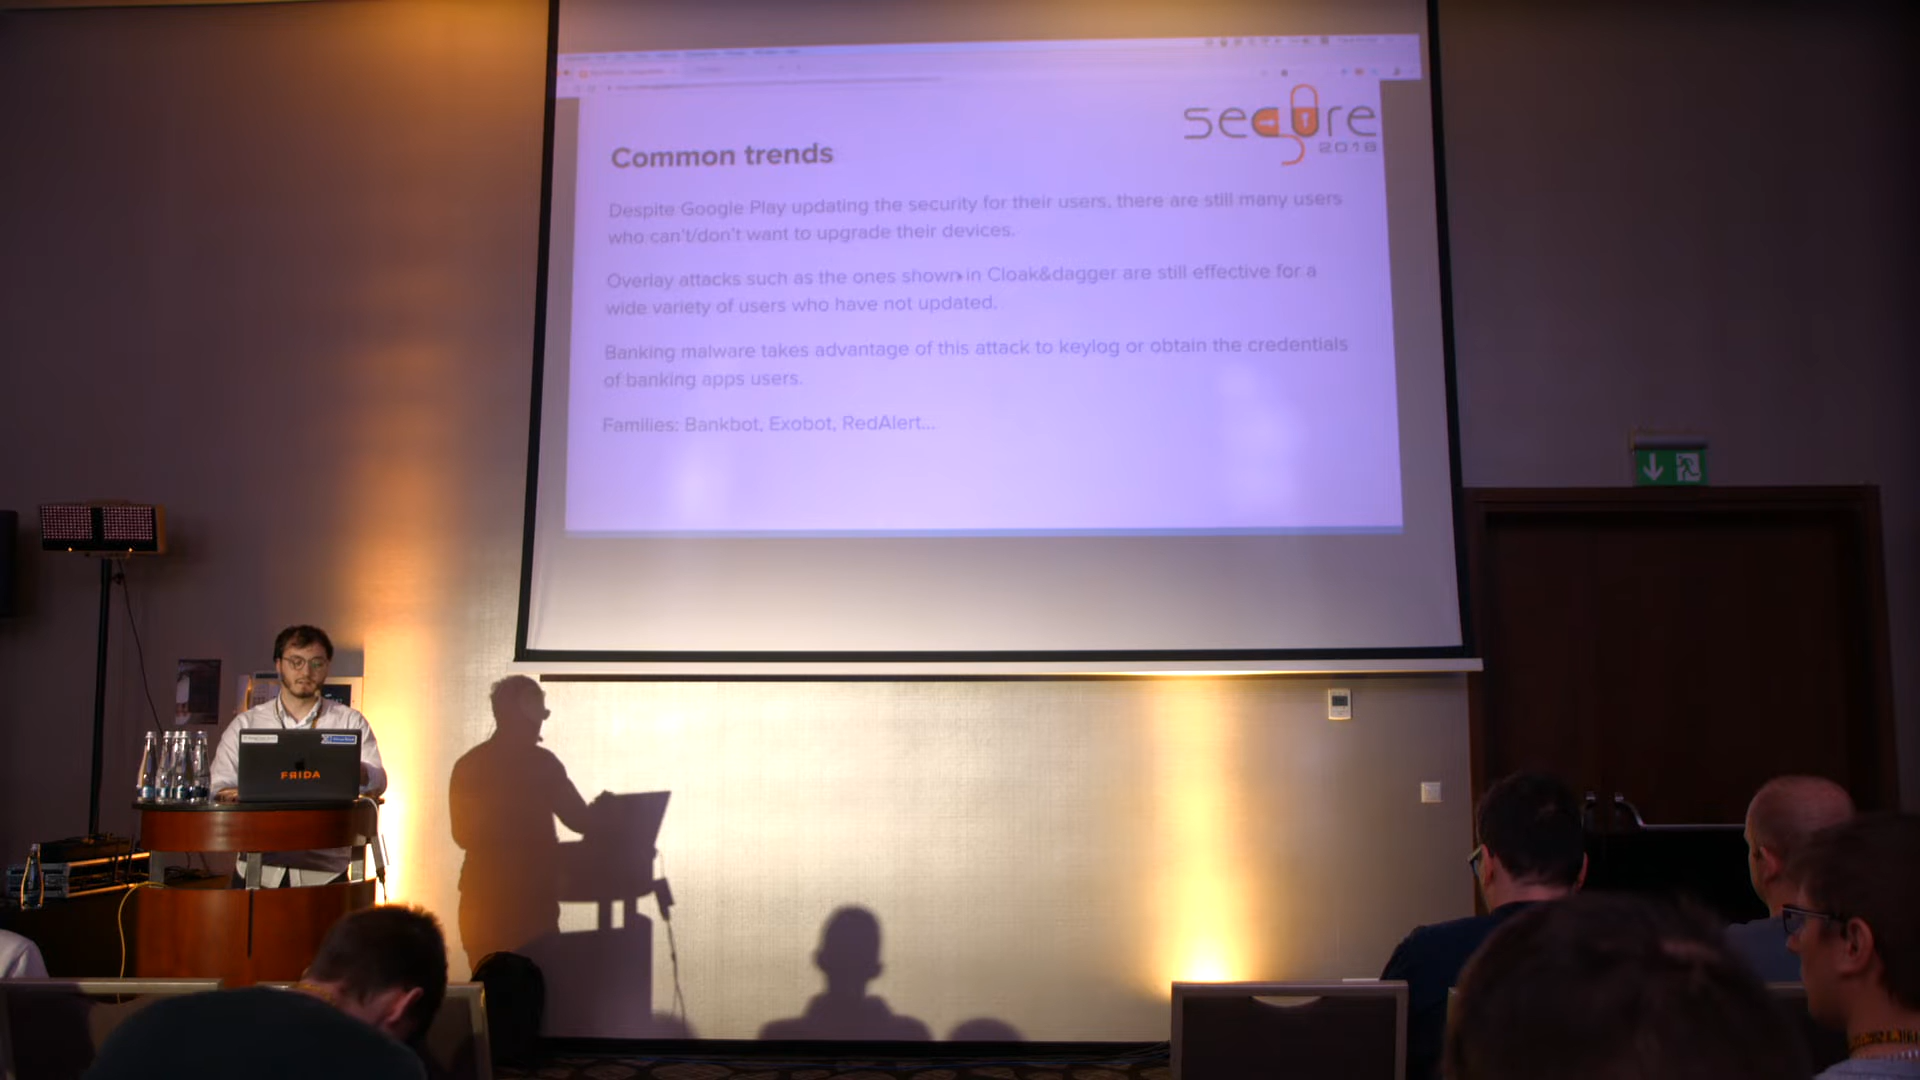 secure
2018
Common trends
Despite Google Play updating the security for their users, there are still many users
who can't/don't want to upgrade their devices.
Overlay attacks such as the ones shown in Cloak&dagger are still effective for a
wide variety of users who have not updated.
Banking malware takes advantage of this attack to keylog or obtain the credentials
of banking apps users.
Families: Bankbot, Exobot, RedAlert...
FRIDA